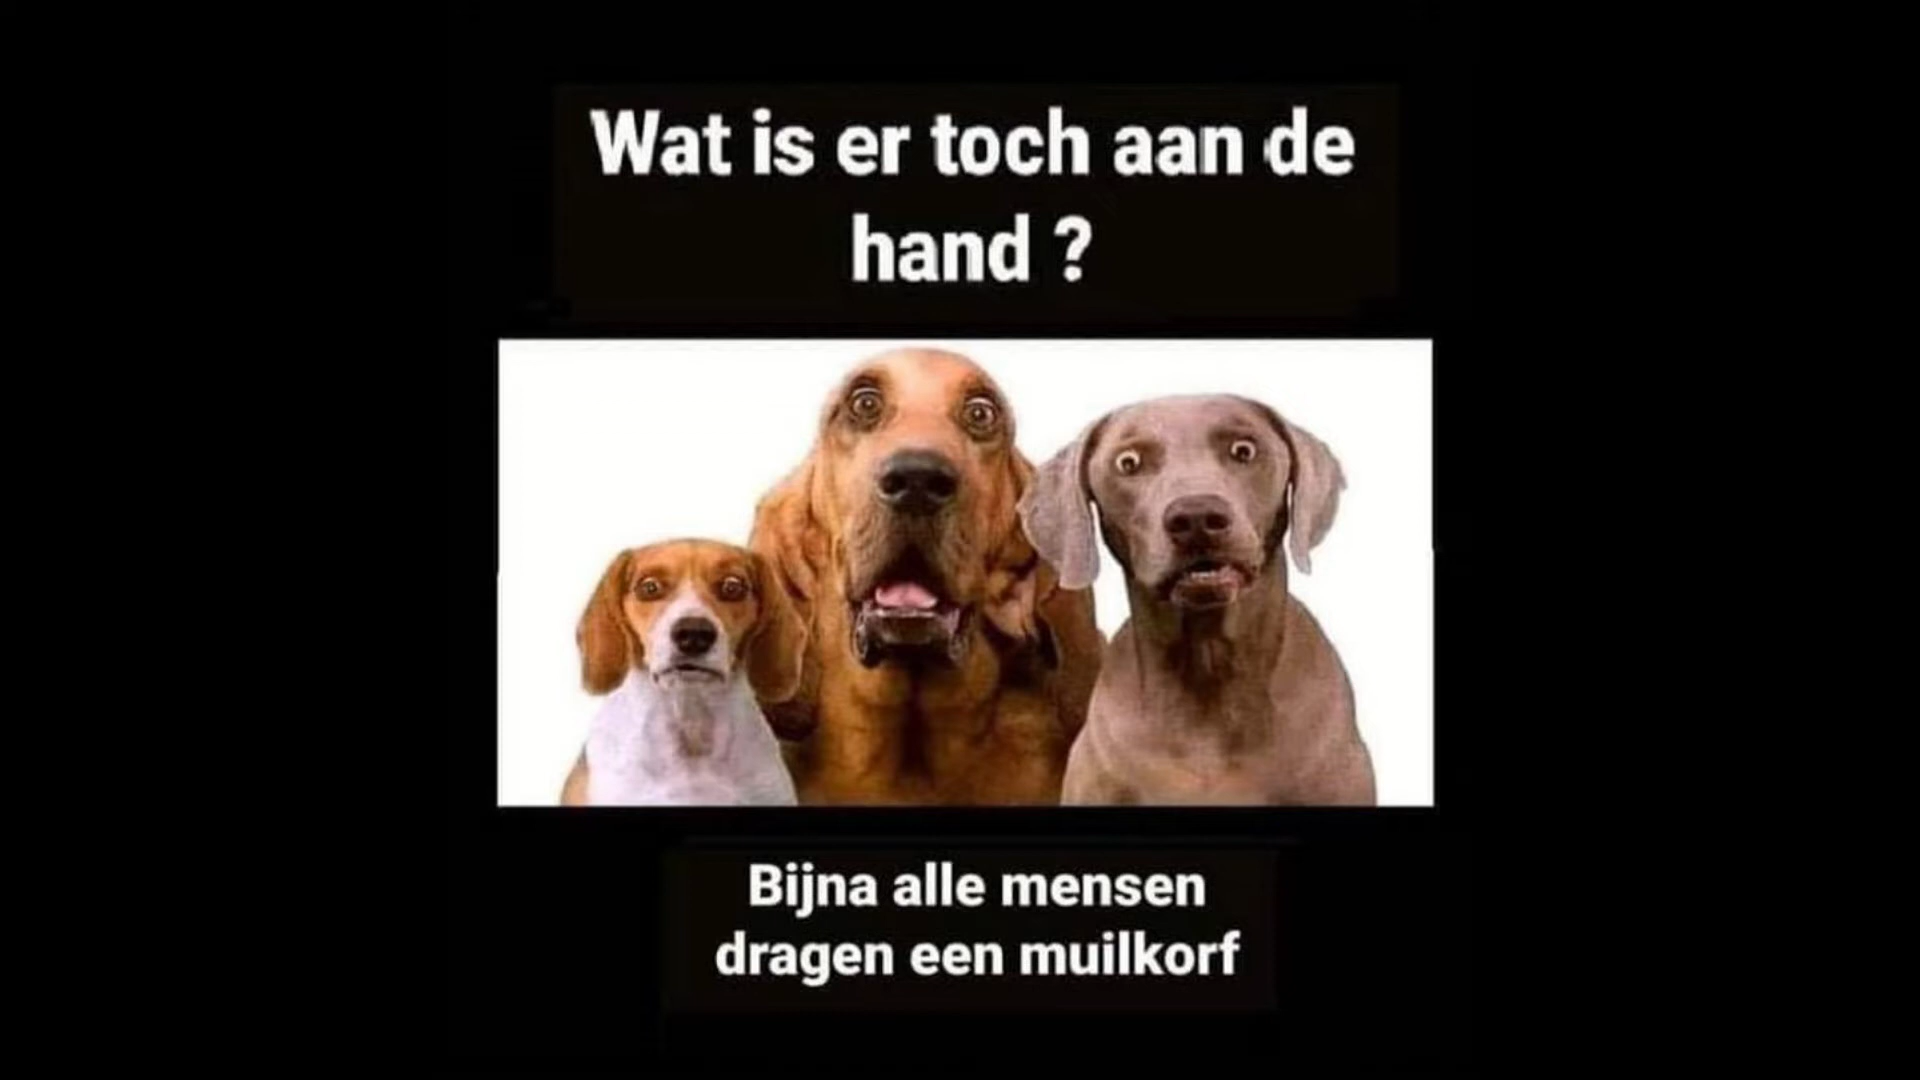 Wat is er toch aan de
hand ?
Bijna alle mensen
dragen een muilkorf